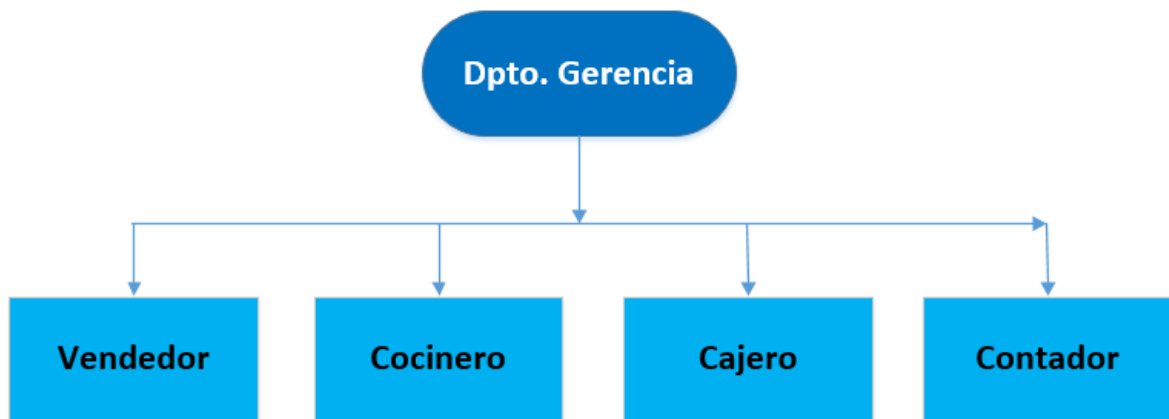 Dpto. Gerencia
Vendedor
Cocinero
Cajero
Contador